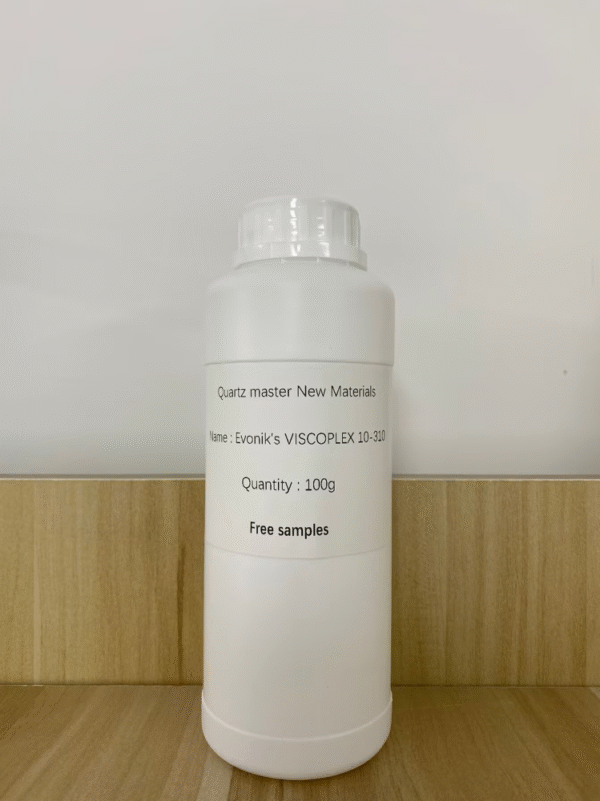 Quartz master New Materials
Name : Evonik's VISCOPLEX 10-310
Quantity : 100g
Free samples